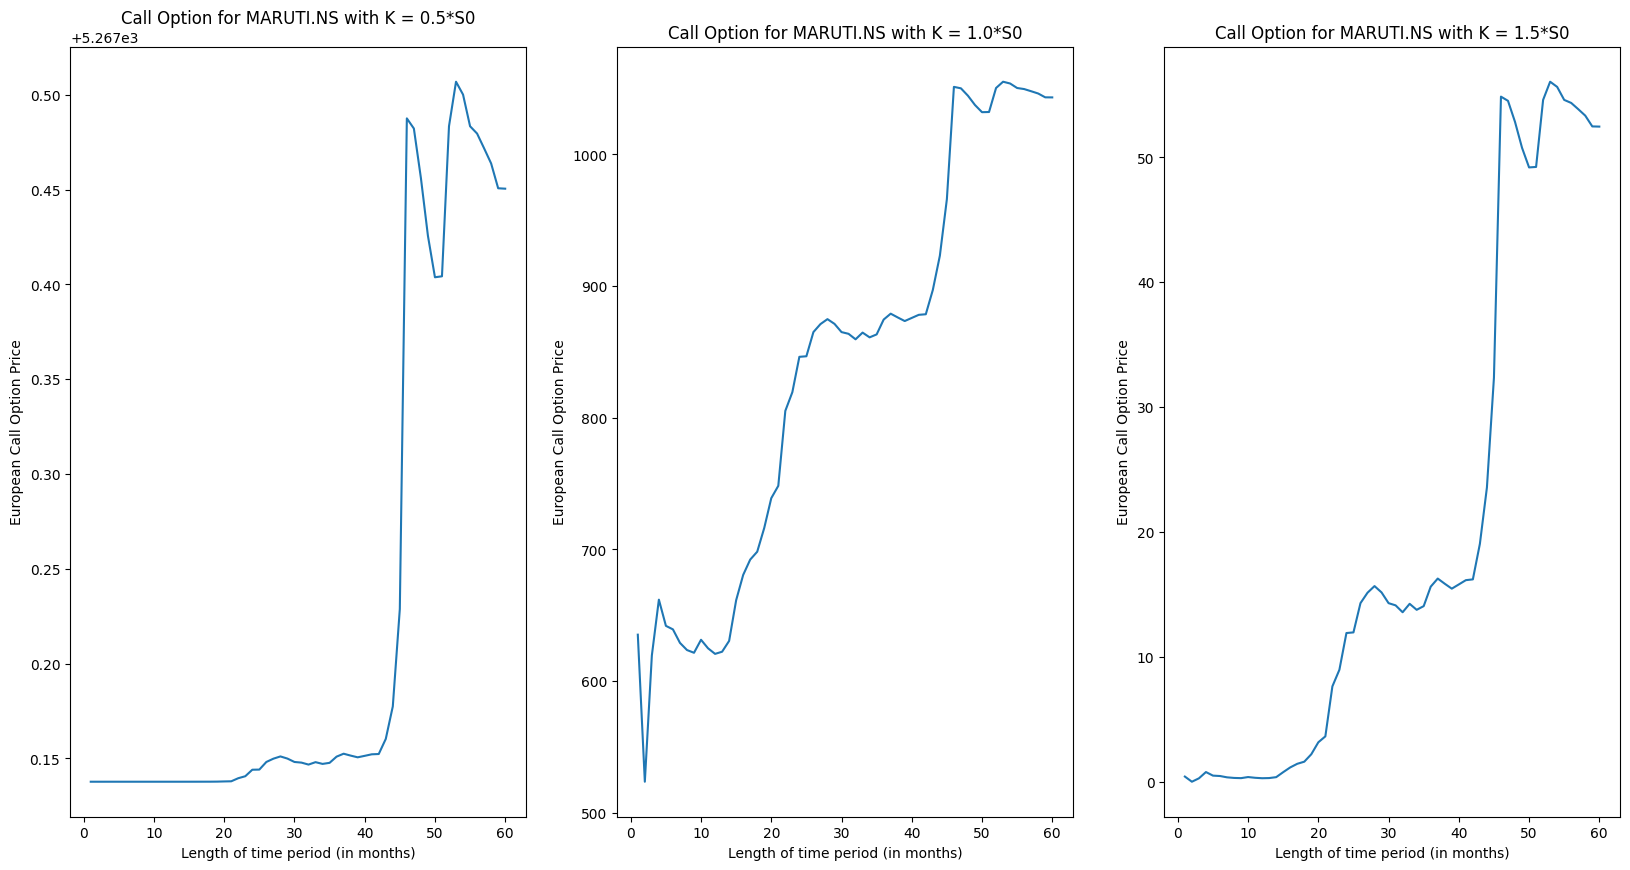 Call Option for MARUTI.NS with K = 0.5*S0
+5.267e3
0.50
0.45
0.40
0.35
0.30
0.25
0.20
0.15
0 10 20 30 40 50 60
Length of time period (in months)
European Call Option Price
Call Option for MARUTI.NS with K = 1.0*S0
1000
900
800
700
600
500
0 10 20 30 40 50 60
Length of time period (in months)
European Call Option Price
Call Option for MARUTI.NS with K = 1.5*S0
50
40
30
20
10
0
0 10 20 30 40 50 60
Length of time period (in months)
European Call Option Price